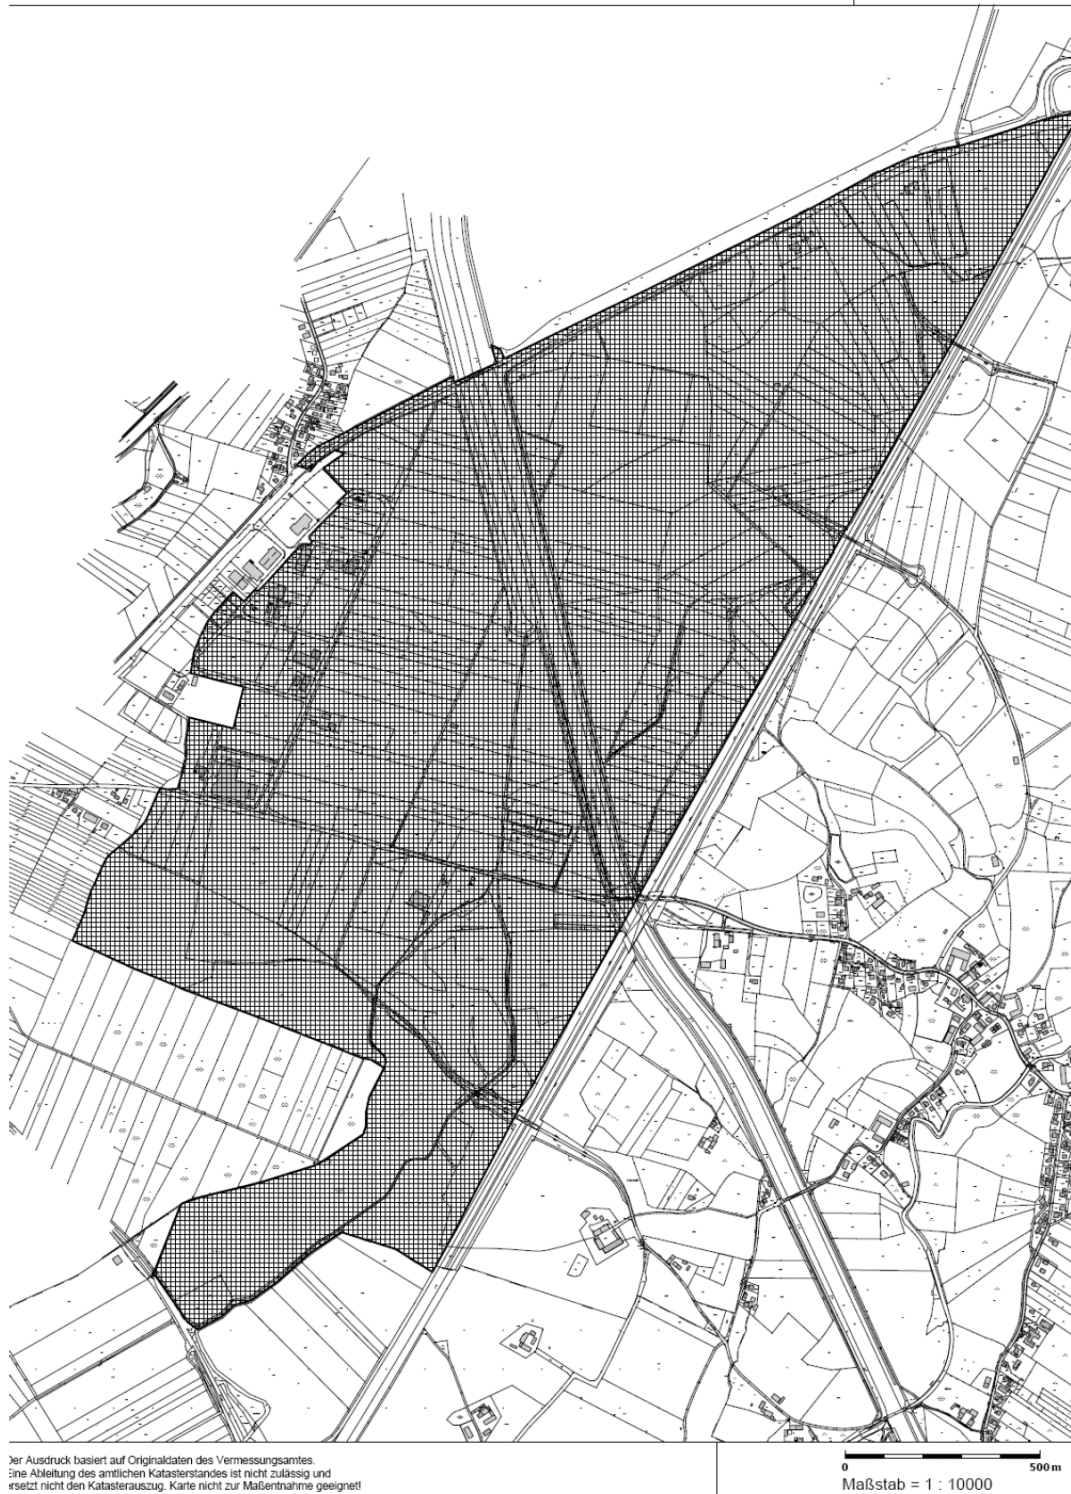 Der Ausdruck basiert auf Originaldaten des Vermessungsamtes.
Eine Ableitung des amtlichen Katasterstandes ist nicht zulässig und
ersetzt nicht den Katasterauszug. Karte nicht zur Maßentnahme geeignet!
0 500 m
Maßstab = 1 : 10000